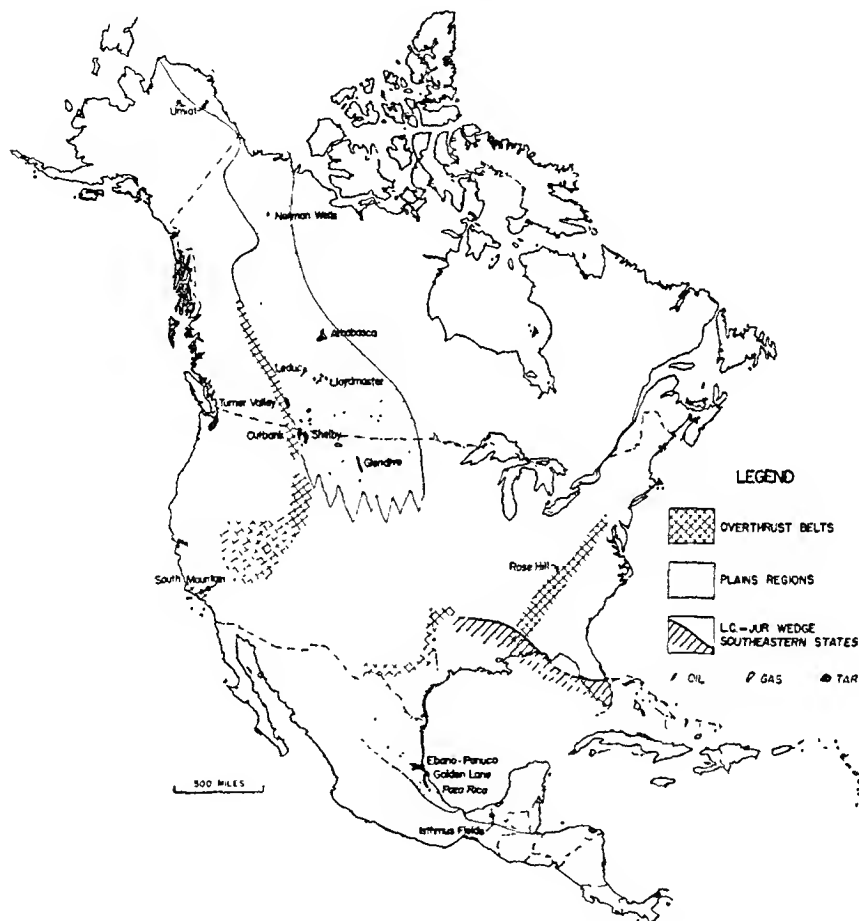 Umiat
Norman Wells
Athabasca
Leduc
Lloydmaster
Turner Valley
Cutbank
Shelby
Glendive
LEGEND
OVERTHRUST BELTS
Rose Hill
South Mountain
PLAINS REGIONS
L.C.-JUR WEDGE
SOUTHEASTERN STATES
OIL GAS TAR
Ebano-Panuco
Golden Lane
Poza Rica
500 MILES
Isthmus Fields